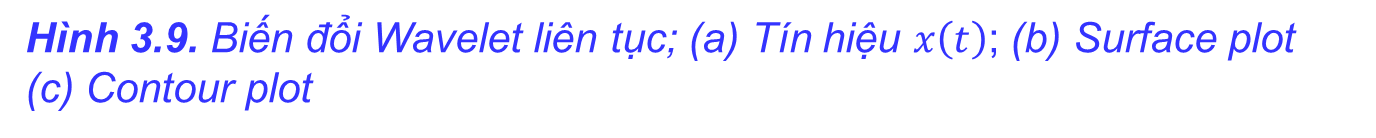 Hình 3.9. Biến đổi Wavelet liên tục; (a) Tín hiệu x(t); (b) Surface plot
(c) Contour plot